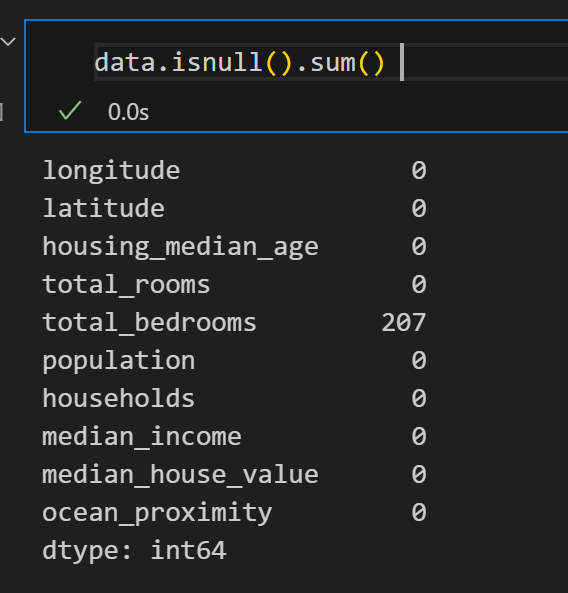 data.isnull().sum()
0.0s
longitude 0
latitude 0
housing_median_age 0
total_rooms 0
total_bedrooms 207
population 0
households 0
median_income 0
median_house_value 0
ocean_proximity 0
dtype: int64